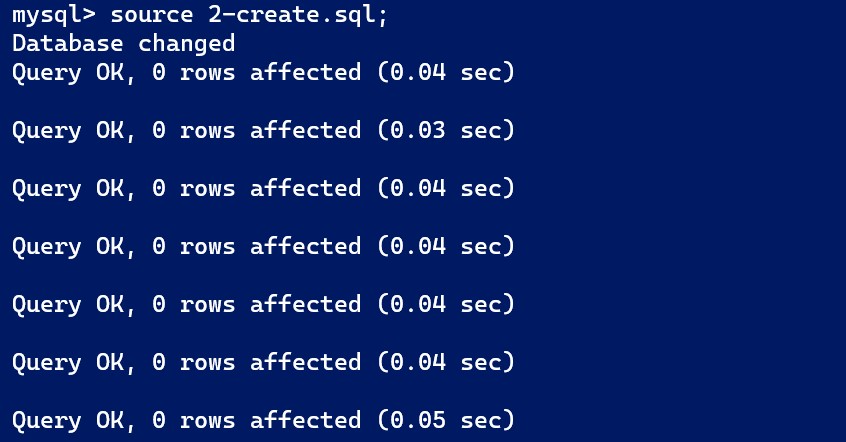 mysql> source 2-create.sql;
Database changed
Query OK, 0 rows affected (0.04 sec)
Query OK, 0 rows affected (0.03 sec)
Query OK, 0 rows affected (0.04 sec)
Query OK, 0 rows affected (0.04 sec)
Query OK, 0 rows affected (0.04 sec)
Query OK, 0 rows affected (0.04 sec)
Query OK, 0 rows affected (0.05 sec)